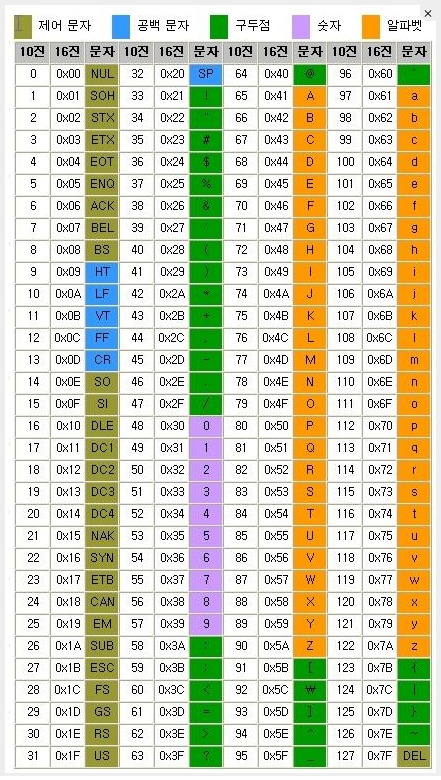 제어 문자 공백 문자 구두점 숫자 알파벳
10진 16진 문자 10진 16진 문자 10진 16진 문자 10진 16진 문자
0 0x00 NUL 32 0x20 SP 64 0x40 @ 96 0x60 `
1 0x01 SOH 33 0x21 ! 65 0x41 A 97 0x61 a
2 0x02 STX 34 0x22 " 66 0x42 B 98 0x62 b
3 0x03 ETX 35 0x23 # 67 0x43 C 99 0x63 c
4 0x04 EOT 36 0x24 $ 68 0x44 D 100 0x64 d
5 0x05 ENQ 37 0x25 % 69 0x45 E 101 0x65 e
6 0x06 ACK 38 0x26 & 70 0x46 F 102 0x66 f
7 0x07 BEL 39 0x27 ' 71 0x47 G 103 0x67 g
8 0x08 BS 40 0x28 ( 72 0x48 H 104 0x68 h
9 0x09 HT 41 0x29 ) 73 0x49 I 105 0x69 i
10 0x0A LF 42 0x2A * 74 0x4A J 106 0x6A j
11 0x0B VT 43 0x2B + 75 0x4B K 107 0x6B k
12 0x0C FF 44 0x2C , 76 0x4C L 108 0x6C l
13 0x0D CR 45 0x2D - 77 0x4D M 109 0x6D m
14 0x0E SO 46 0x2E . 78 0x4E N 110 0x6E n
15 0x0F SI 47 0x2F / 79 0x4F O 111 0x6F o
16 0x10 DLE 48 0x30 0 80 0x50 P 112 0x70 p
17 0x11 DC1 49 0x31 1 81 0x51 Q 113 0x71 q
18 0x12 DC2 50 0x32 2 82 0x52 R 114 0x72 r
19 0x13 DC3 51 0x33 3 83 0x53 S 115 0x73 s
20 0x14 DC4 52 0x34 4 84 0x54 T 116 0x74 t
21 0x15 NAK 53 0x35 5 85 0x55 U 117 0x75 u
22 0x16 SYN 54 0x36 6 86 0x56 V 118 0x76 v
23 0x17 ETB 55 0x37 7 87 0x57 W 119 0x77 w
24 0x18 CAN 56 0x38 8 88 0x58 X 120 0x78 x
25 0x19 EM 57 0x39 9 89 0x59 Y 121 0x79 y
26 0x1A SUB 58 0x3A : 90 0x5A Z 122 0x7A z
27 0x1B ESC 59 0x3B ; 91 0x5B [ 123 0x7B {
28 0x1C FS 60 0x3C < 92 0x5C ₩ 124 0x7C |
29 0x1D GS 61 0x3D = 93 0x5D ] 125 0x7D }
30 0x1E RS 62 0x3E > 94 0x5E ^ 126 0x7E ~
31 0x1F US 63 0x3F ? 95 0x5F _ 127 0x7F DEL